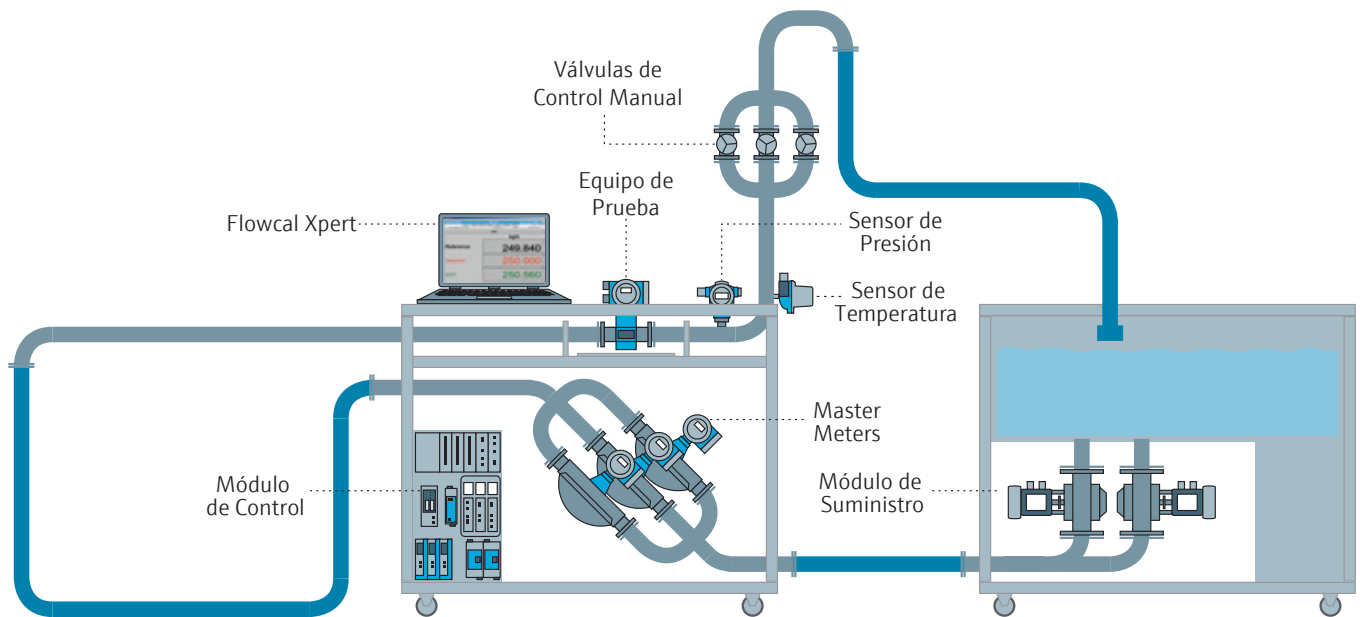 Válvulas de
Control Manual
Equipo de
Prueba
Flowcal Xpert
Sensor de
Presión
Reference
249.840
250.000
250.560
Sensor de
Temperatura
Master
Meters
Módulo
de Control
Módulo de
Suministro